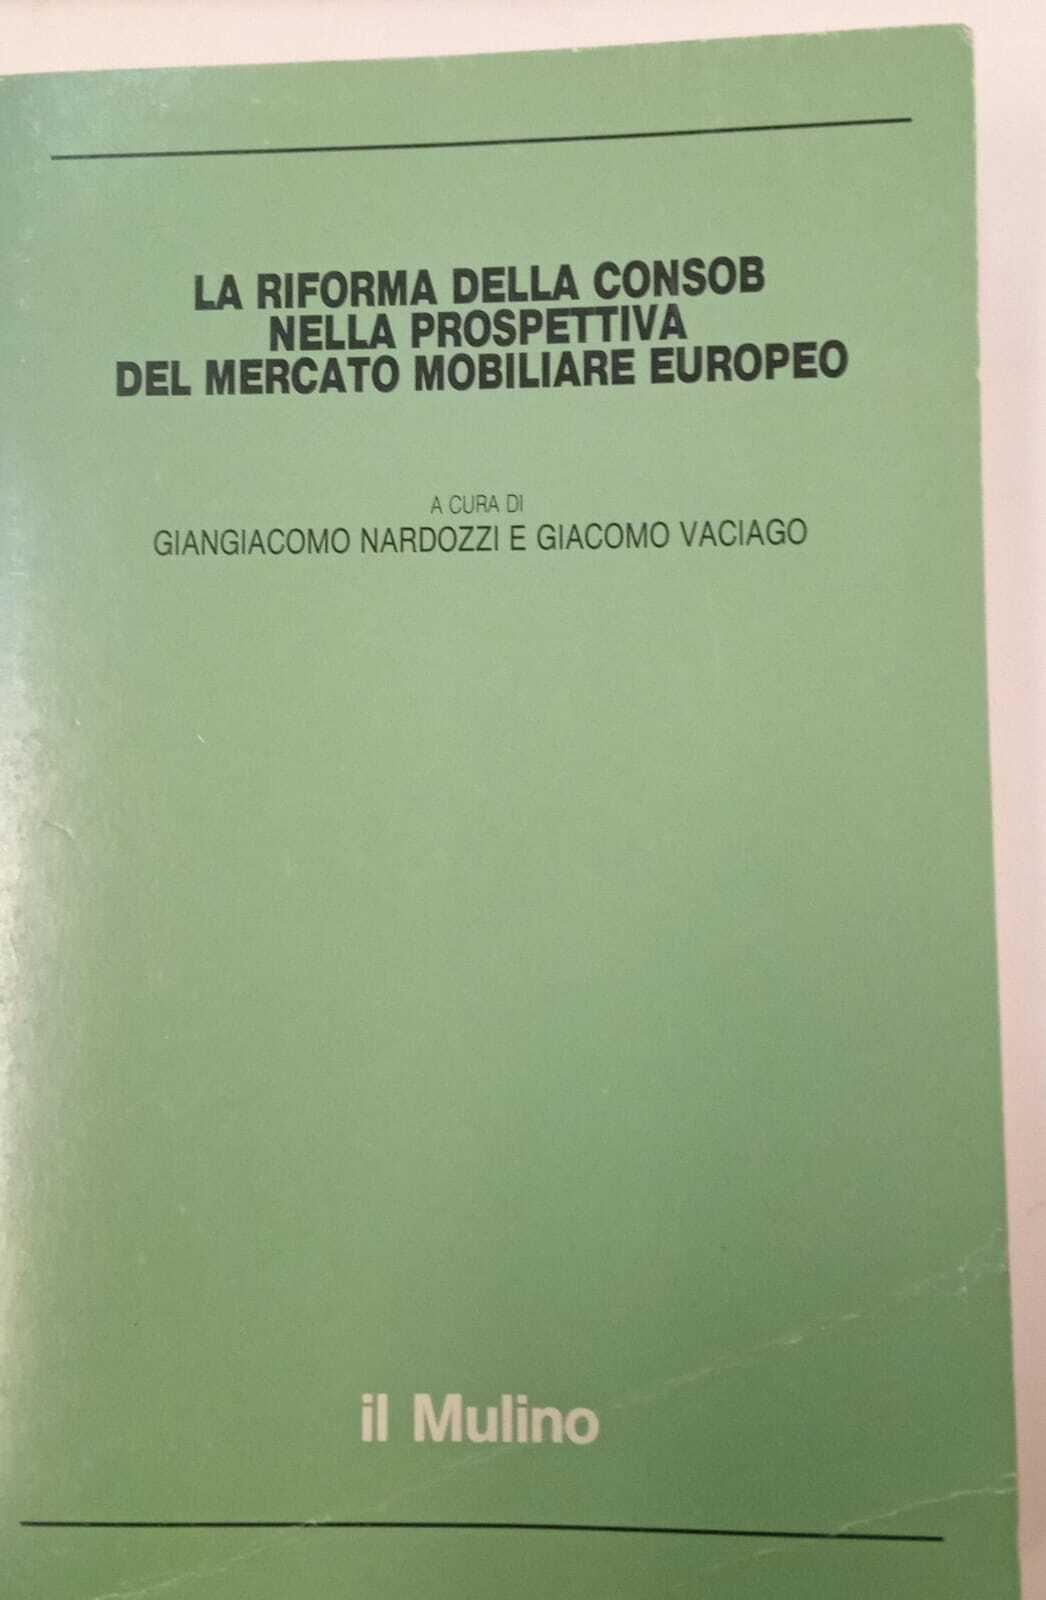 LA RIFORMA DELLA CONSOB
NELLA PROSPETTIVA
DEL MERCATO MOBILIARE EUROPEO
A CURA DI
GIANGIACOMO NARDOZZI E GIACOMO VACIAGO
il Mulino